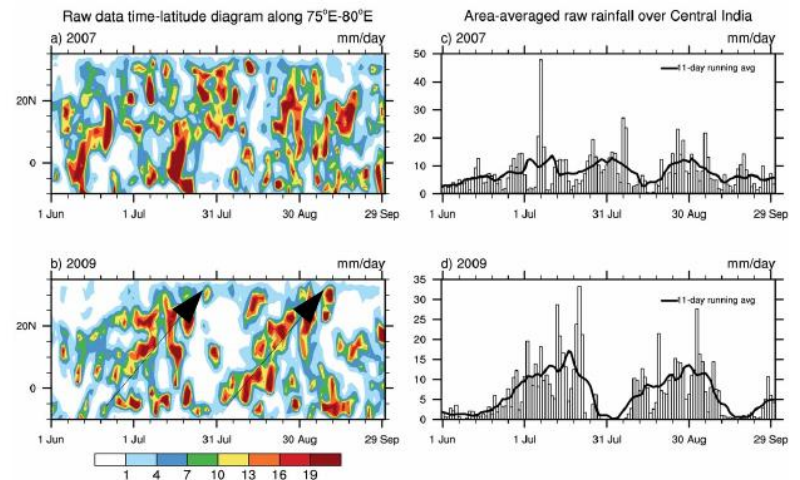 Raw data time-latitude diagram along 75°E-80°E
a) 2007 mm/day
20N
0
1 Jun 1 Jul 31 Jul 30 Aug 29 Sep
b) 2009 mm/day
20N
0
1 Jun 1 Jul 31 Jul 30 Aug 29 Sep
1 4 7 10 13 16 19
Area-averaged raw rainfall over Central India
c) 2007 mm/day
50
11-day running avg
40
30
20
10
0
1 Jun 1 Jul 31 Jul 30 Aug 29 Sep
d) 2009 mm/day
35
11-day running avg
30
25
20
15
10
5
0
1 Jun 1 Jul 31 Jul 30 Aug 29 Sep